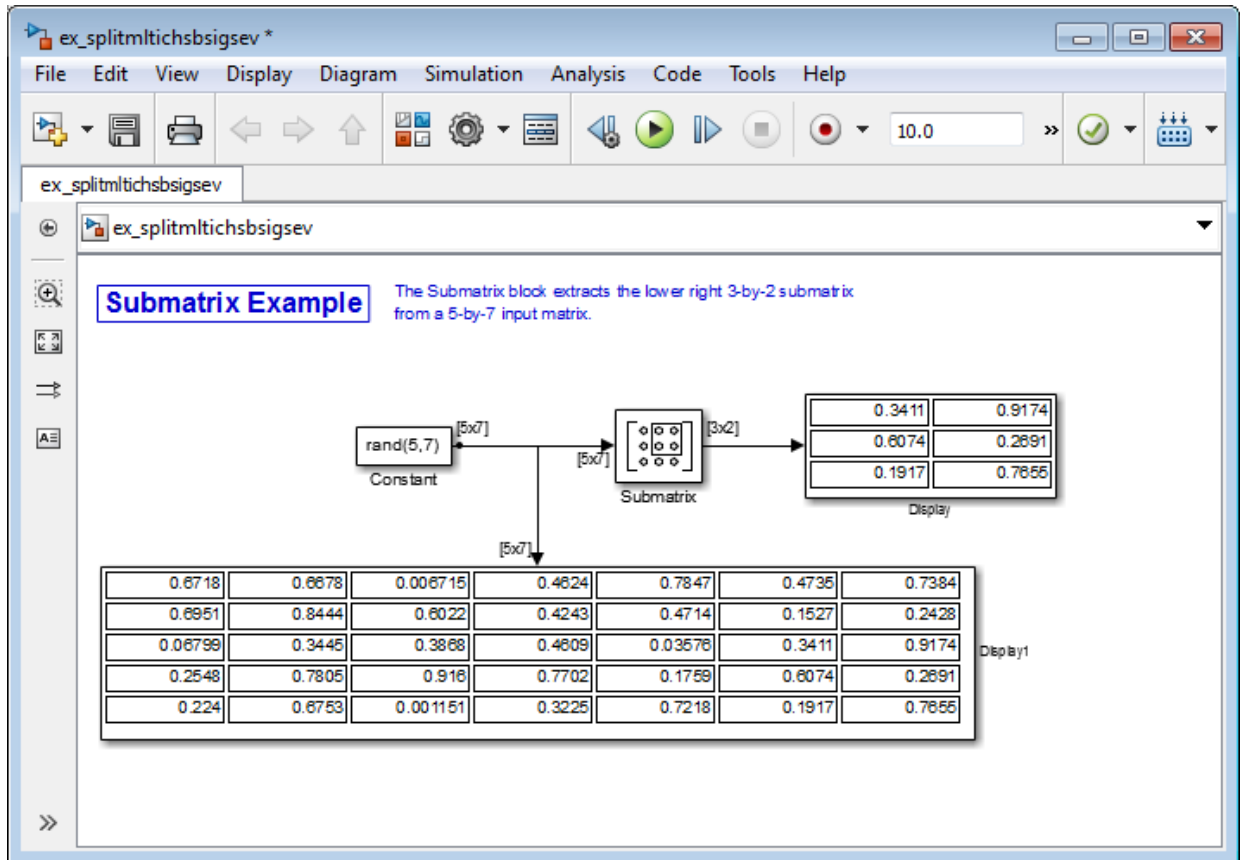 ex_splitmltichsbsigsev *
File Edit View Display Diagram Simulation Analysis Code Tools Help
10.0 »
ex_splitmltichsbsigsev
ex_splitmltichsbsigsev
Submatrix Example
The Submatrix block extracts the lower right 3-by-2 submatrix
from a 5-by-7 input matrix.
rand(5,7)
Constant
[5x7]
[5x7]
Submatrix
[3x2]
0.3411 0.9174
0.6074 0.2691
0.1917 0.7655
Display
[5x7]
0.6718 0.6678 0.006715 0.4624 0.7847 0.4735 0.7384
0.6951 0.8444 0.6022 0.4243 0.4714 0.1527 0.2428
0.06799 0.3445 0.3868 0.4609 0.03576 0.3411 0.9174
0.2548 0.7805 0.916 0.7702 0.1759 0.6074 0.2691
0.224 0.6753 0.001151 0.3225 0.7218 0.1917 0.7655
Display1
»